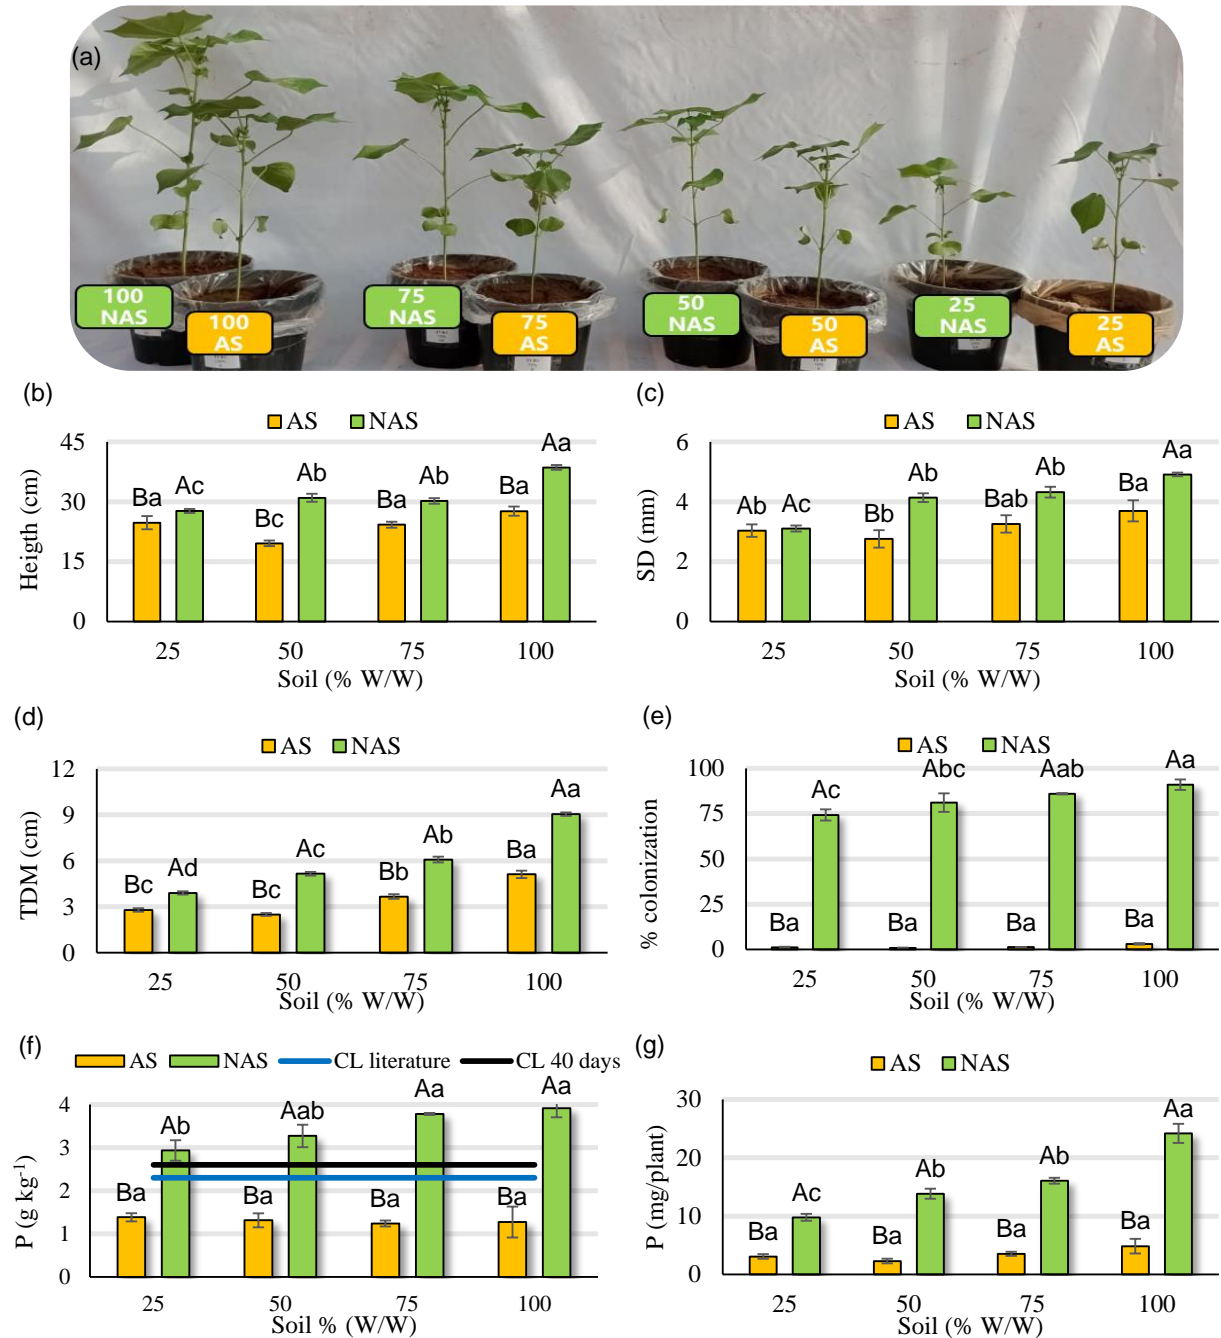 (a)
100
NAS
100
AS
75
NAS
75
AS
50
NAS
50
AS
25
NAS
25
AS
(b)
AS NAS
Heigth (cm)
45
30
15
0
Ba Ac Bc Ab Ba Ab Ba Aa
25 50 75 100
Soil (% W/W)
(c)
AS NAS
SD (mm)
6
4
2
0
Ab Ac Bb Ab Bab Ab Ba Aa
25 50 75 100
Soil (% W/W)
(d)
AS NAS
TDM (cm)
12
9
6
3
0
Bc Ad Bc Ac Bb Ab Ba Aa
25 50 75 100
Soil (% W/W)
(e)
AS NAS
% colonization
100
75
50
25
0
Ba Ac Ba Abc Ba Aab Ba Aa
25 50 75 100
Soil (% W/W)
(f)
AS NAS CL literature CL 40 days
P (g kg-1)
4
3
2
1
0
Ba Ab Ba Aab Ba Aa Ba Aa
25 50 75 100
Soil % (W/W)
(g)
AS NAS
P (mg/plant)
30
20
10
0
Ba Ac Ba Ab Ba Ab Ba Aa
25 50 75 100
Soil (% W/W)